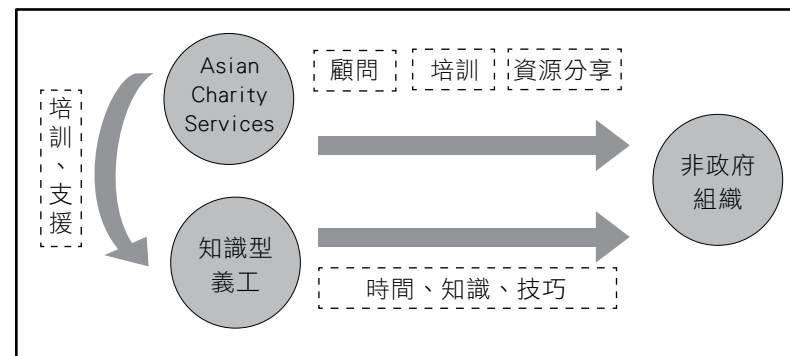 Asian
Charity
Services
顧問
培訓
資源分享
培訓、支援
非政府
組織
知識型
義工
時間、知識、技巧